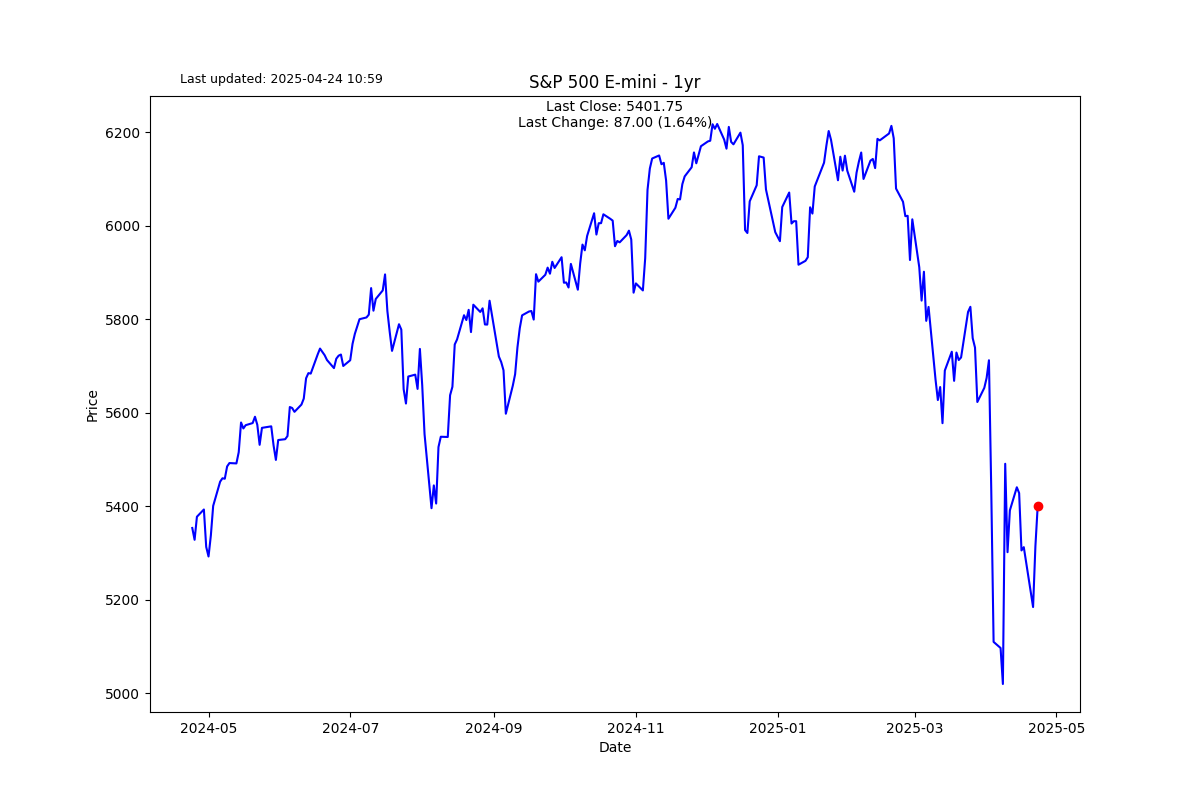 Last updated: 2025-04-24 10:59
S&P 500 E-mini - 1yr
Last Close: 5401.75
Last Change: 87.00 (1.64%)
6200
6000
5800
5600
5400
5200
5000
Price
2024-05
2024-07
2024-09
2024-11
2025-01
2025-03
2025-05
Date